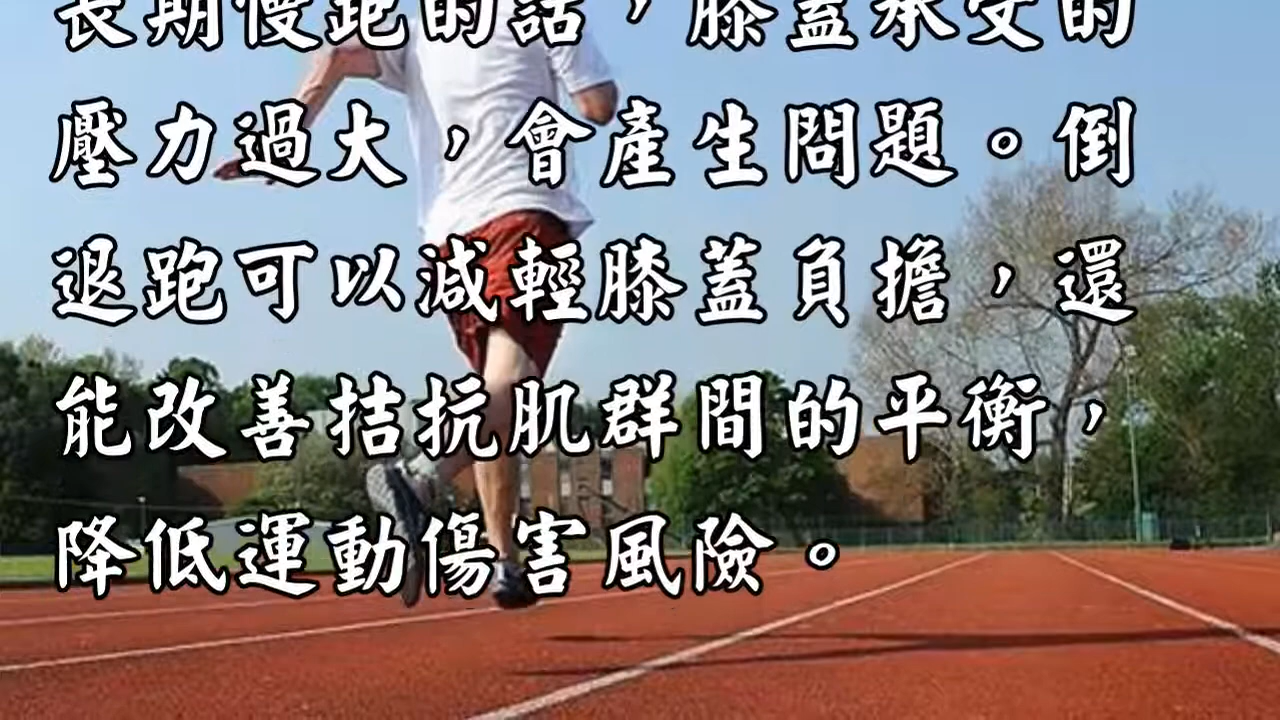 長期慢跑的話，膝蓋承受的
壓力過大，會產生問題。倒
退跑可以減輕膝蓋負擔，還
能改善拮抗肌群間的平衡，
降低運動傷害風險。